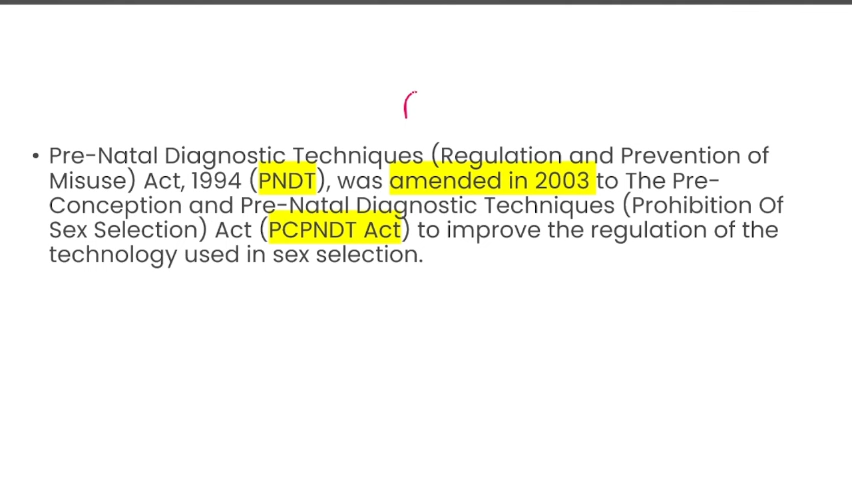 • Pre-Natal Diagnostic Techniques (Regulation and Prevention of
Misuse) Act, 1994 (PNDT), was amended in 2003 to The Pre-
Conception and Pre-Natal Diagnostic Techniques (Prohibition Of
Sex Selection) Act (PCPNDT Act) to improve the regulation of the
technology used in sex selection.